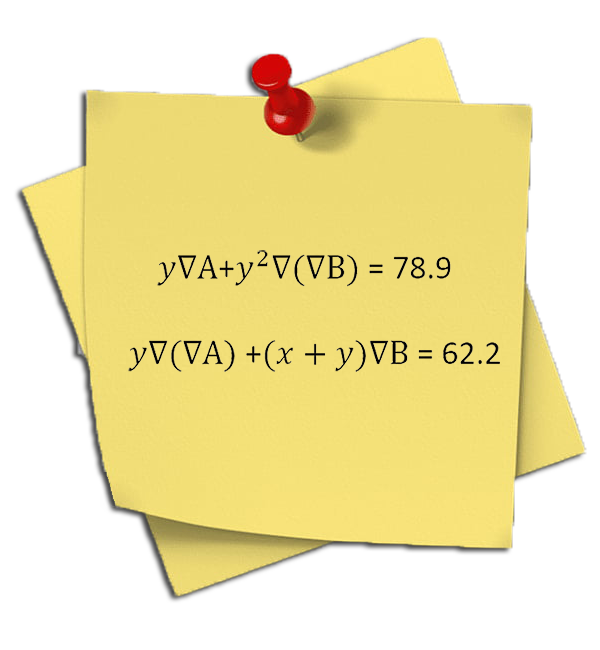 y∇A+y²∇(∇B) = 78.9
y∇(∇A) +(x + y)∇B = 62.2